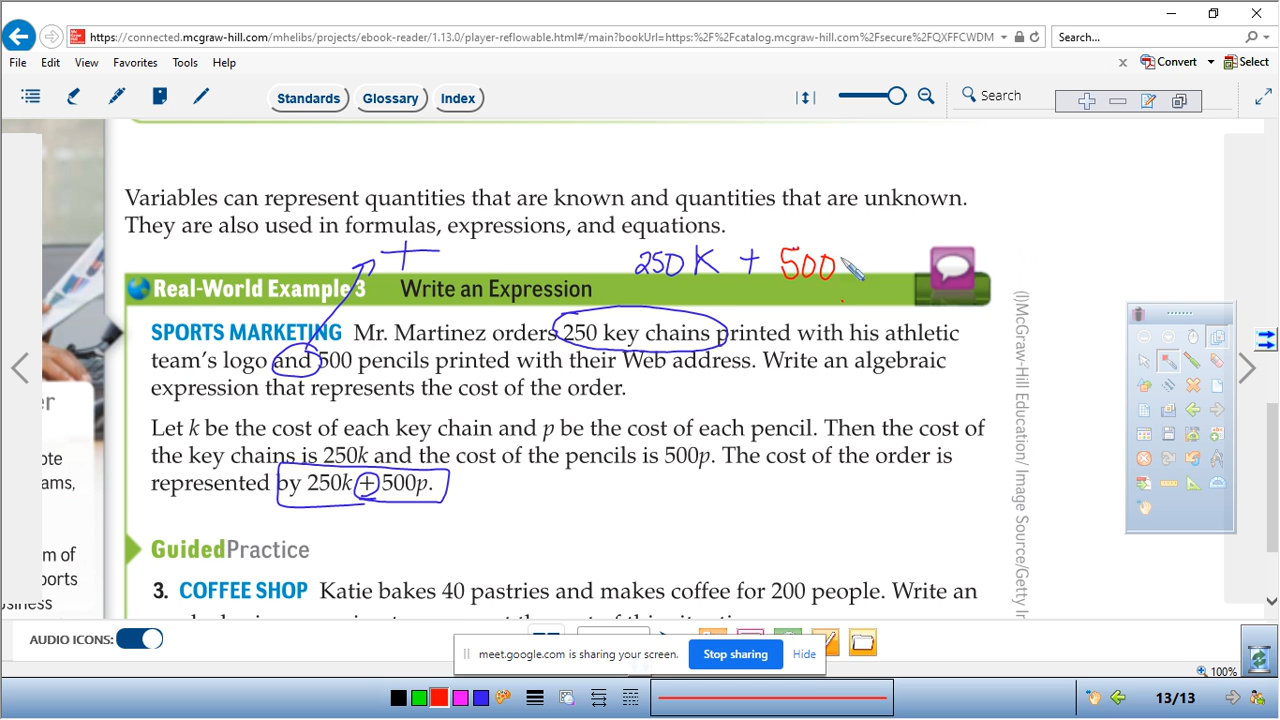 https://connected.mcgraw-hill.com/mhelibs/projects/ebook-reader/1.13.0/player-reflowable.html#/main?bookUrl=https:%2F%2Fcatalog.mcgraw-hill.com%2Fsecure%2FQXFFCWDM
Search...
File Edit View Favorites Tools Help
x Convert Select
Standards Glossary Index Search
Variables can represent quantities that are known and quantities that are unknown.
They are also used in formulas, expressions, and equations.
+ 250 K + 500
Real-World Example 3 Write an Expression
SPORTS MARKETING Mr. Martinez orders 250 key chains printed with his athletic
team's logo and 500 pencils printed with their Web address. Write an algebraic
expression that represents the cost of the order.
Let k be the cost of each key chain and p be the cost of each pencil. Then the cost of
the key chains is 250k and the cost of the pencils is 500p. The cost of the order is
represented by 250k + 500p.
GuidedPractice
3. COFFEE SHOP Katie bakes 40 pastries and makes coffee for 200 people. Write an
(l)McGraw-Hill Education/ Image Source/Getty
AUDIO ICONS:
meet.google.com is sharing your screen. Stop sharing Hide
100%
13/13